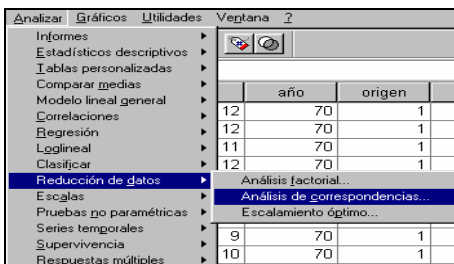 Analizar Gráficos Utilidades Ventana ?
Informes
Estadísticos descriptivos
Tablas personalizadas
Comparar medias
Modelo lineal general
Correlaciones
Regresión
Loglineal
Clasificar
Reducción de datos
Escalas
Pruebas no paramétricas
Series temporales
Supervivencia
Respuestas múltiples
año origen
12 70 1
12 70 1
11 70 1
12 70 1
Análisis factorial...
Análisis de correspondencias...
Escalamiento óptimo...
9 70 1
10 70 1